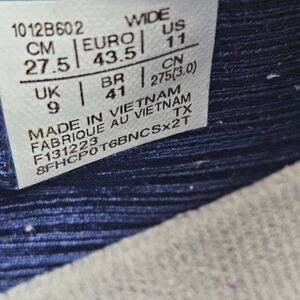 1012B602 WIDE
CM EURO US
27.5 43.5 11
UK BR CN
9 41 275(3.0)
MADE IN VIETNAM
FABRIQUE AU VIETNAM
F131223 TX
8FHCP0T6BNCSx2T